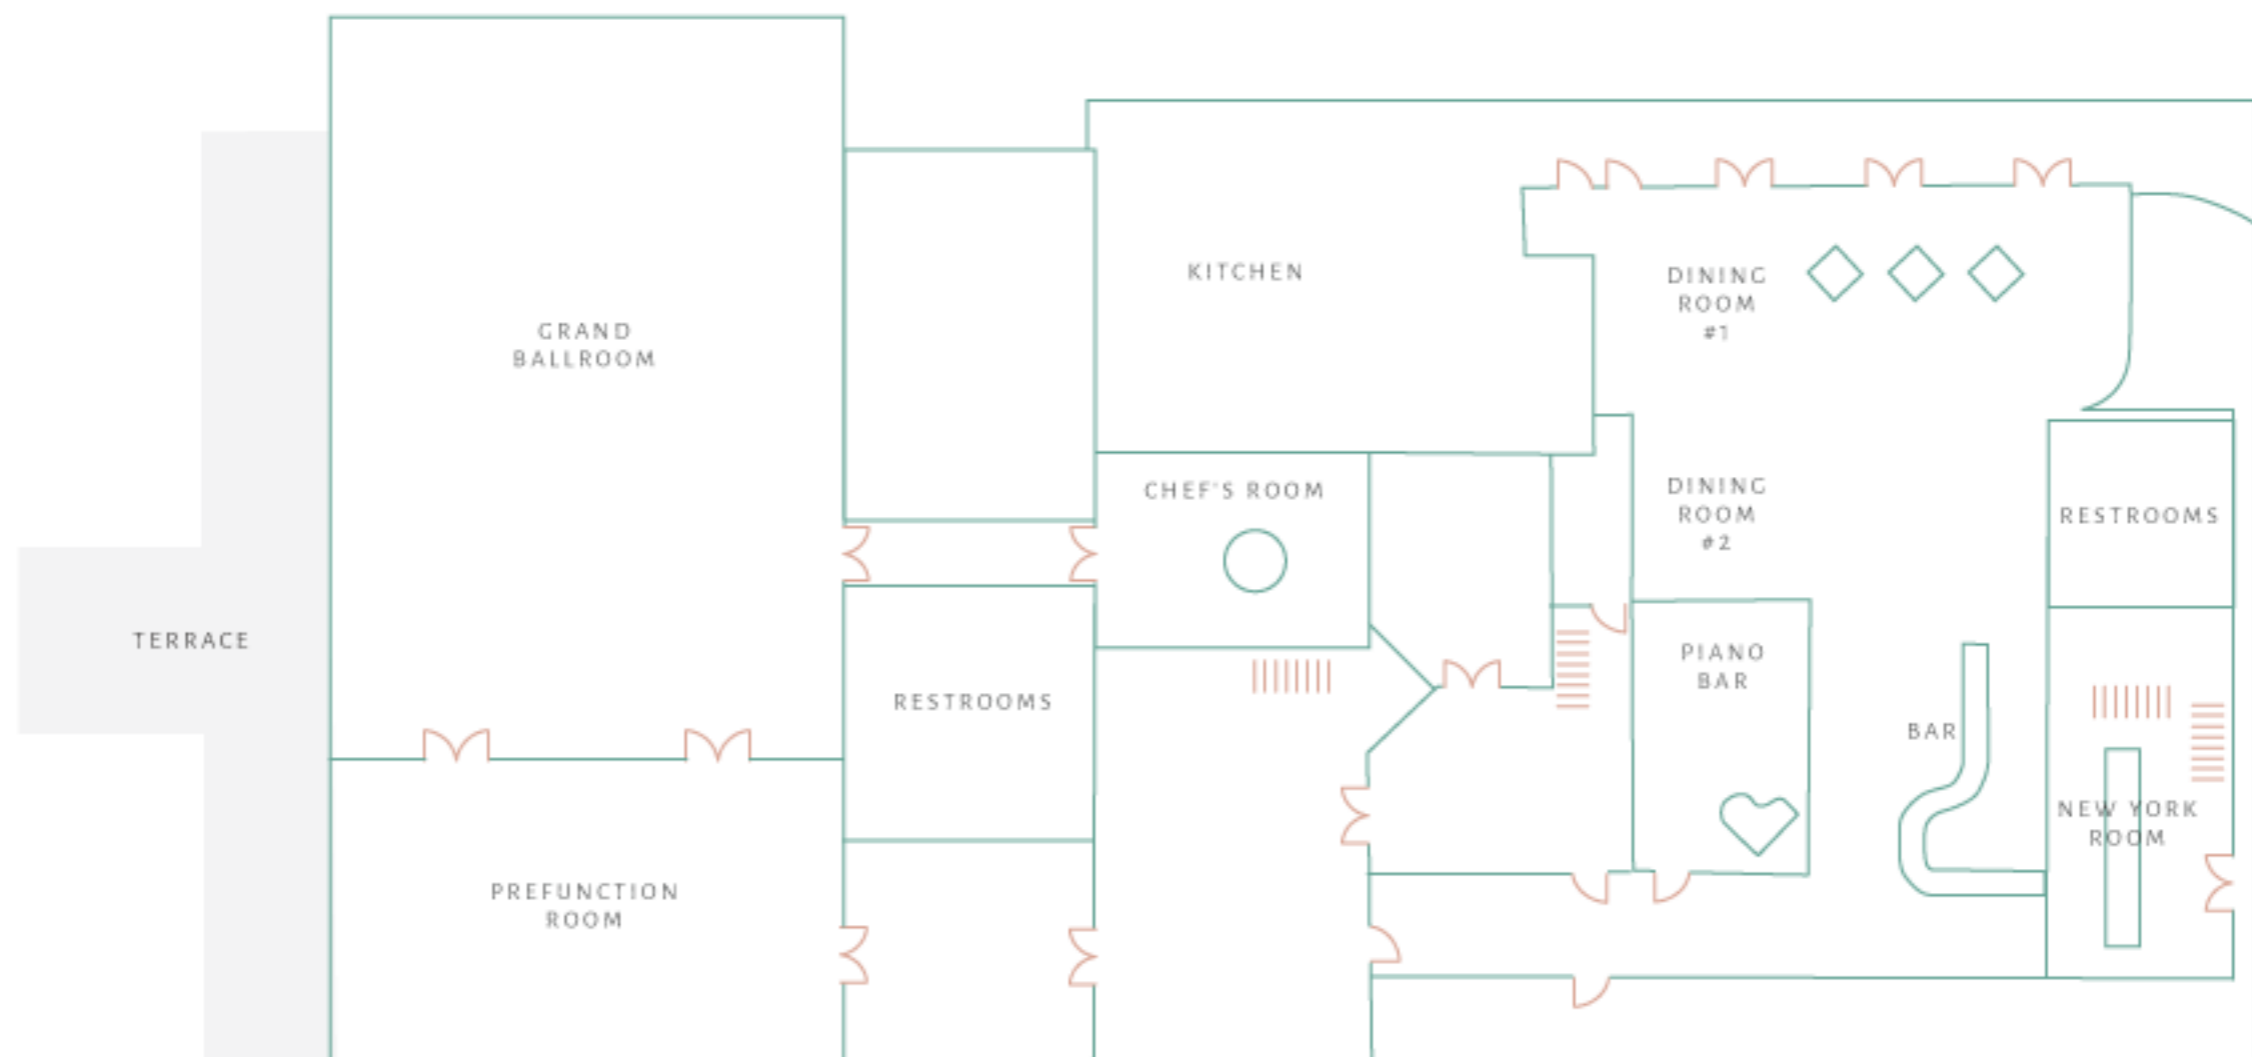 GRAND
BALLROOM
KITCHEN
DINING
ROOM
#1
CHEF'S ROOM
DINING
ROOM
#2
RESTROOMS
TERRACE
RESTROOMS
PIANO
BAR
BAR
NEW YORK
ROOM
PREFUNCTION
ROOM